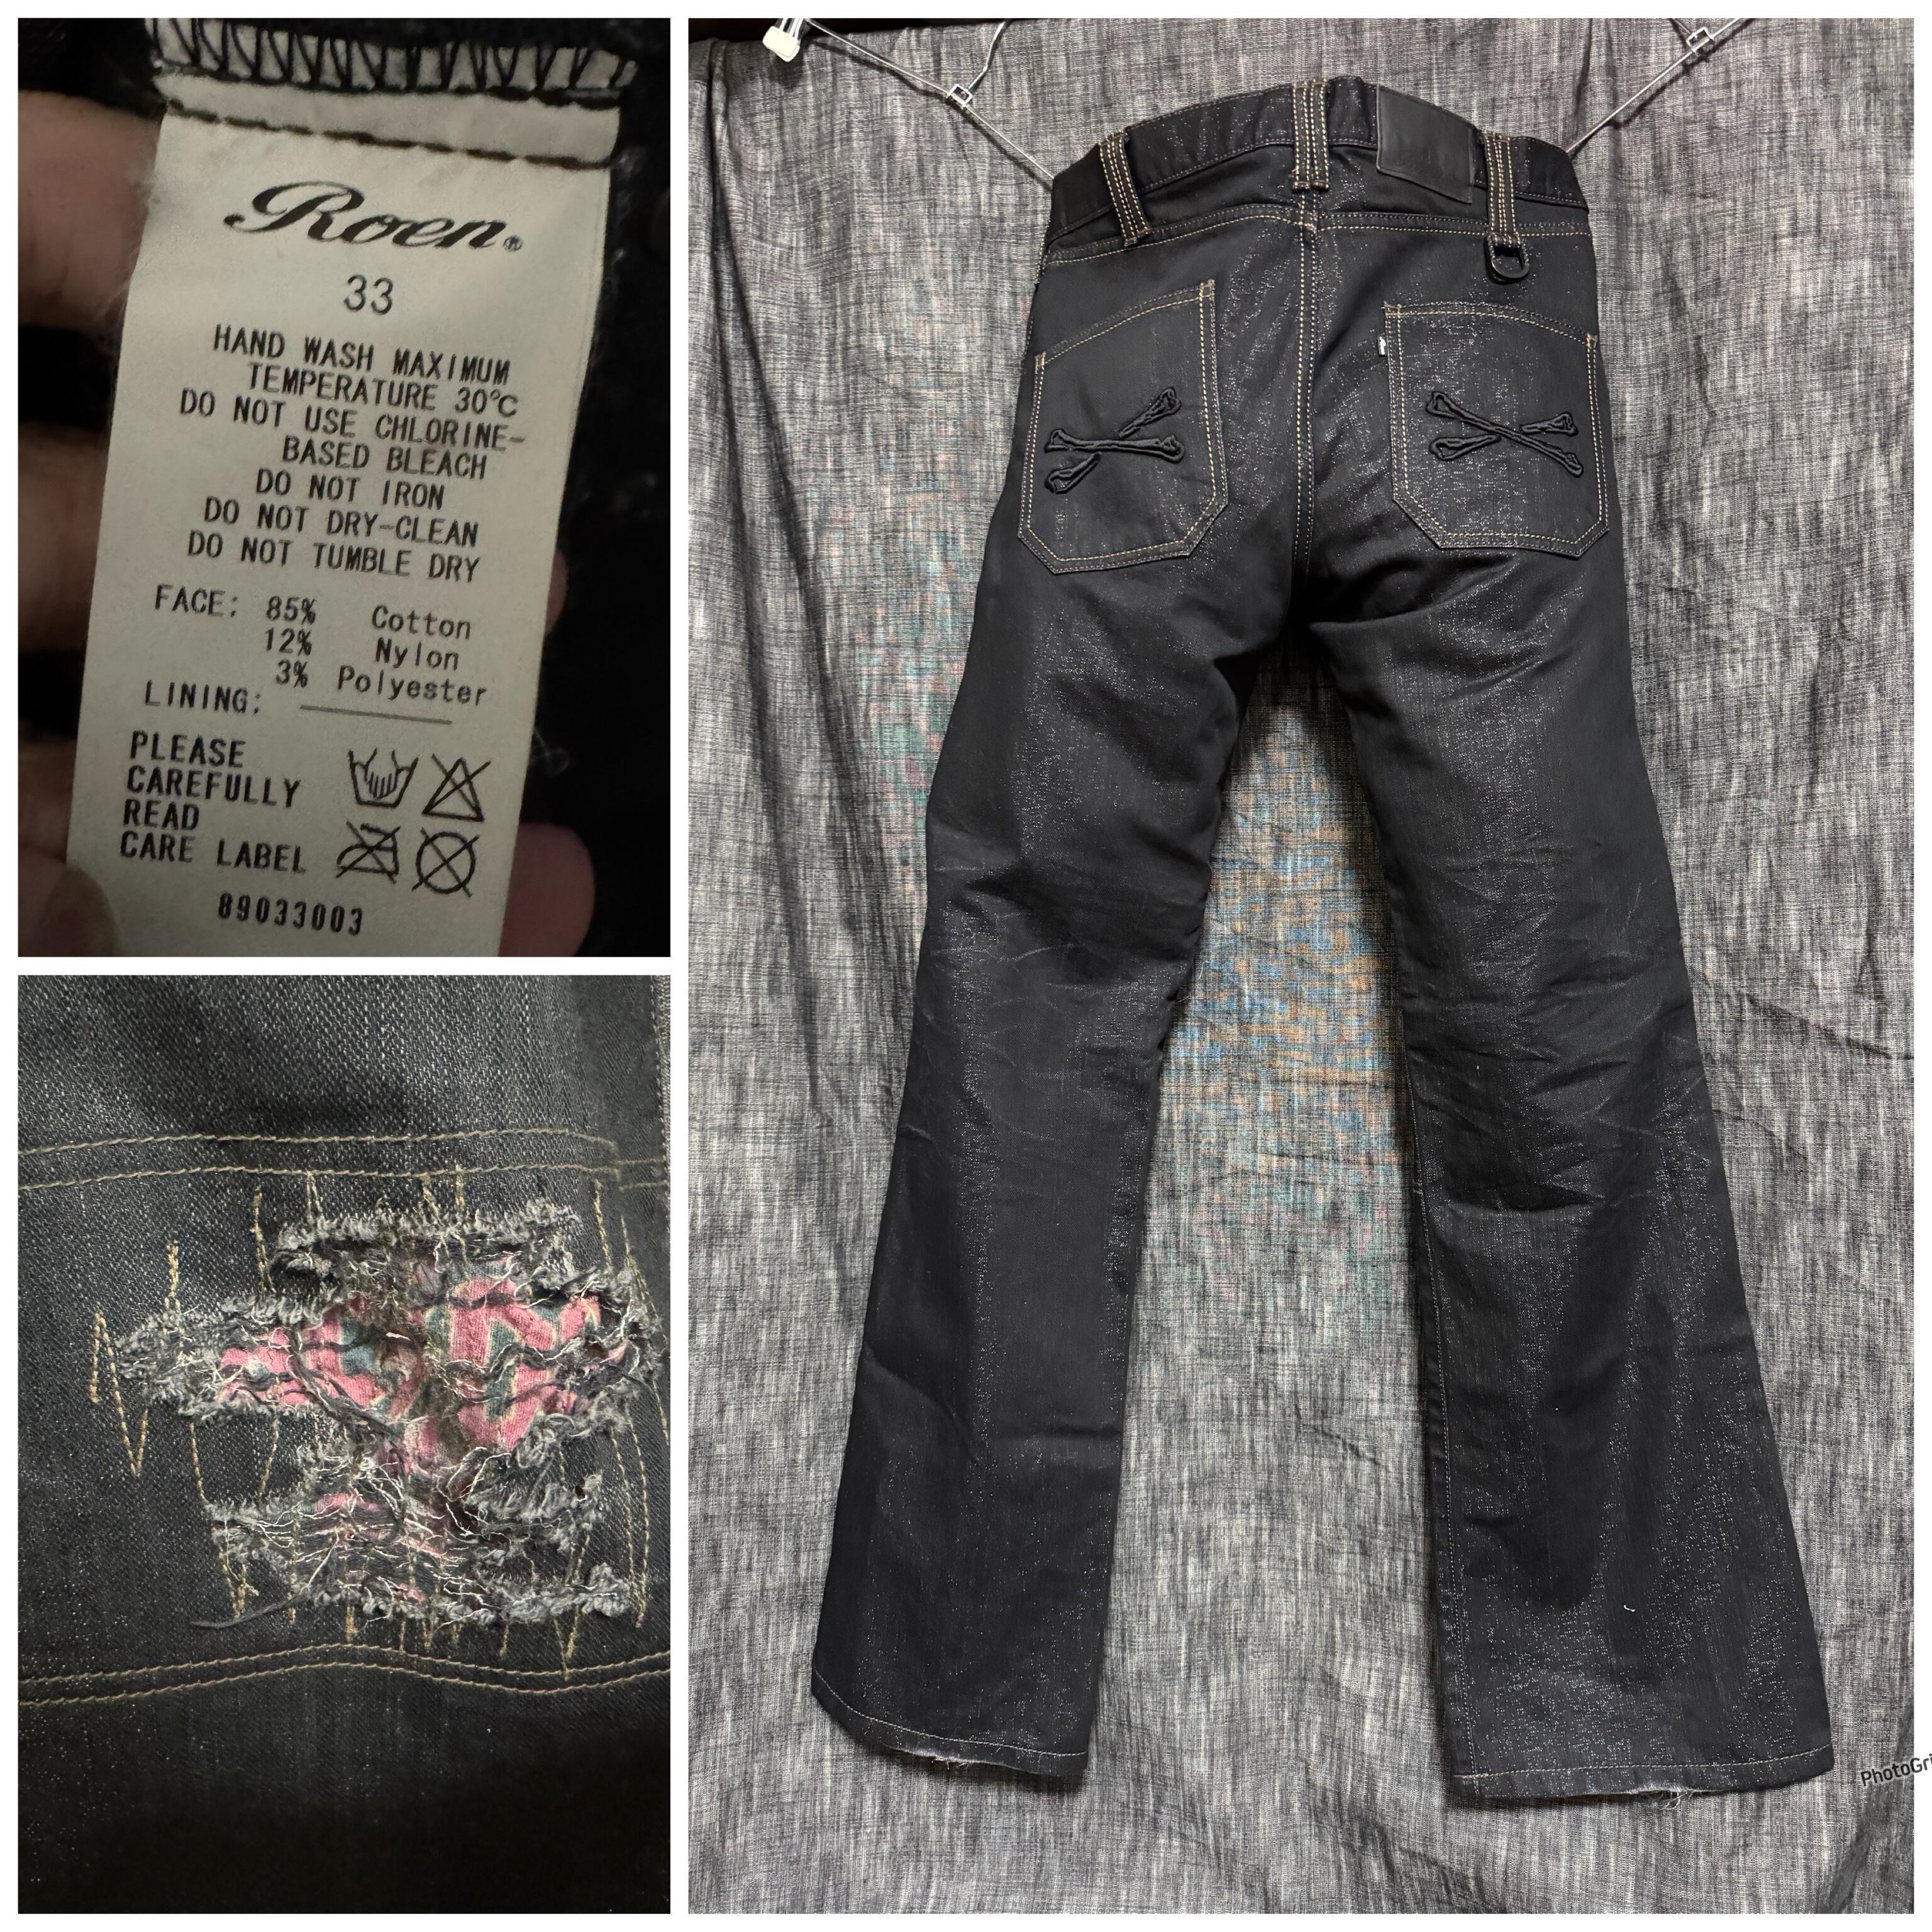 Roen®
33
HAND WASH MAXIMUM
TEMPERATURE 30℃
DO NOT USE CHLORINE-
BASED BLEACH
DO NOT IRON
DO NOT DRY-CLEAN
DO NOT TUMBLE DRY
FACE: 85% Cotton
12% Nylon
3% Polyester
LINING:
PLEASE
CAREFULLY
READ
CARE LABEL
89033003
PhotoGri